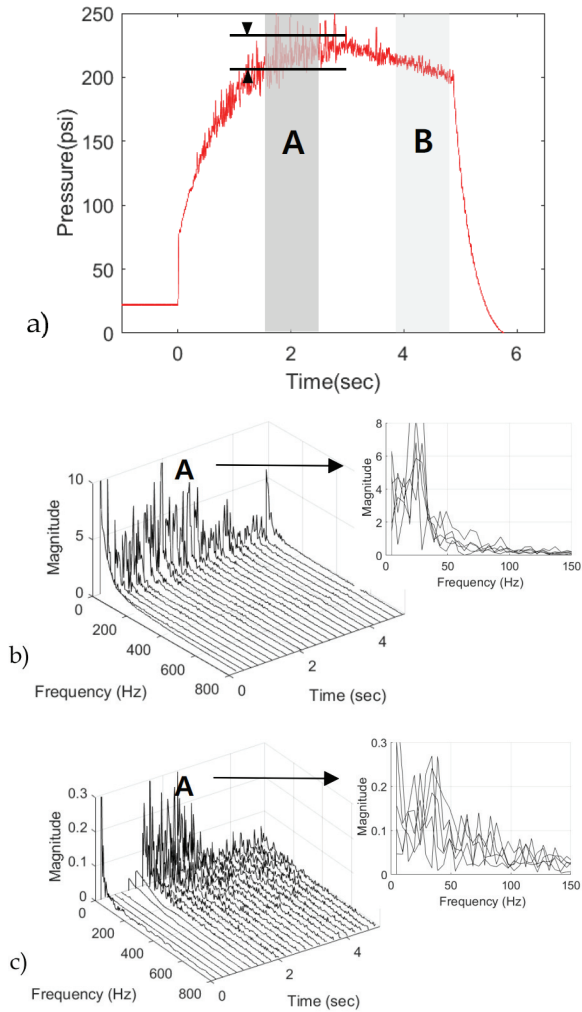 250
200
150
100
50
0
Pressure(psi)
A
B
0 2 4 6
Time(sec)
a)
10
5
0
Magnitude
A
0
200
400
600
800
Frequency (Hz)
0
2
4
Time (sec)
8
6
4
2
0
Magnitude
0 50 100 150
Frequency (Hz)
b)
0.3
0.2
0.1
0
Magnitude
A
0
200
400
600
800
Frequency (Hz)
0
2
4
Time (sec)
0.3
0.2
0.1
0
Magnitude
0 50 100 150
Frequency (Hz)
c)